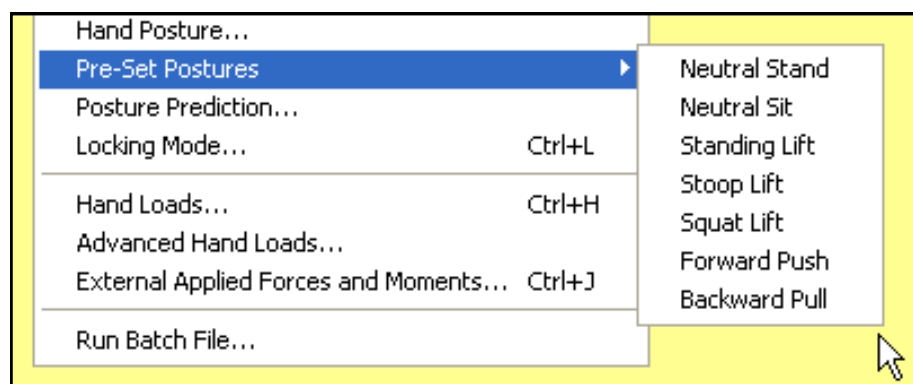 Hand Posture...
Pre-Set Postures
Posture Prediction...
Locking Mode... Ctrl+L
Hand Loads... Ctrl+H
Advanced Hand Loads...
External Applied Forces and Moments... Ctrl+J
Run Batch File...
Neutral Stand
Neutral Sit
Standing Lift
Stoop Lift
Squat Lift
Forward Push
Backward Pull